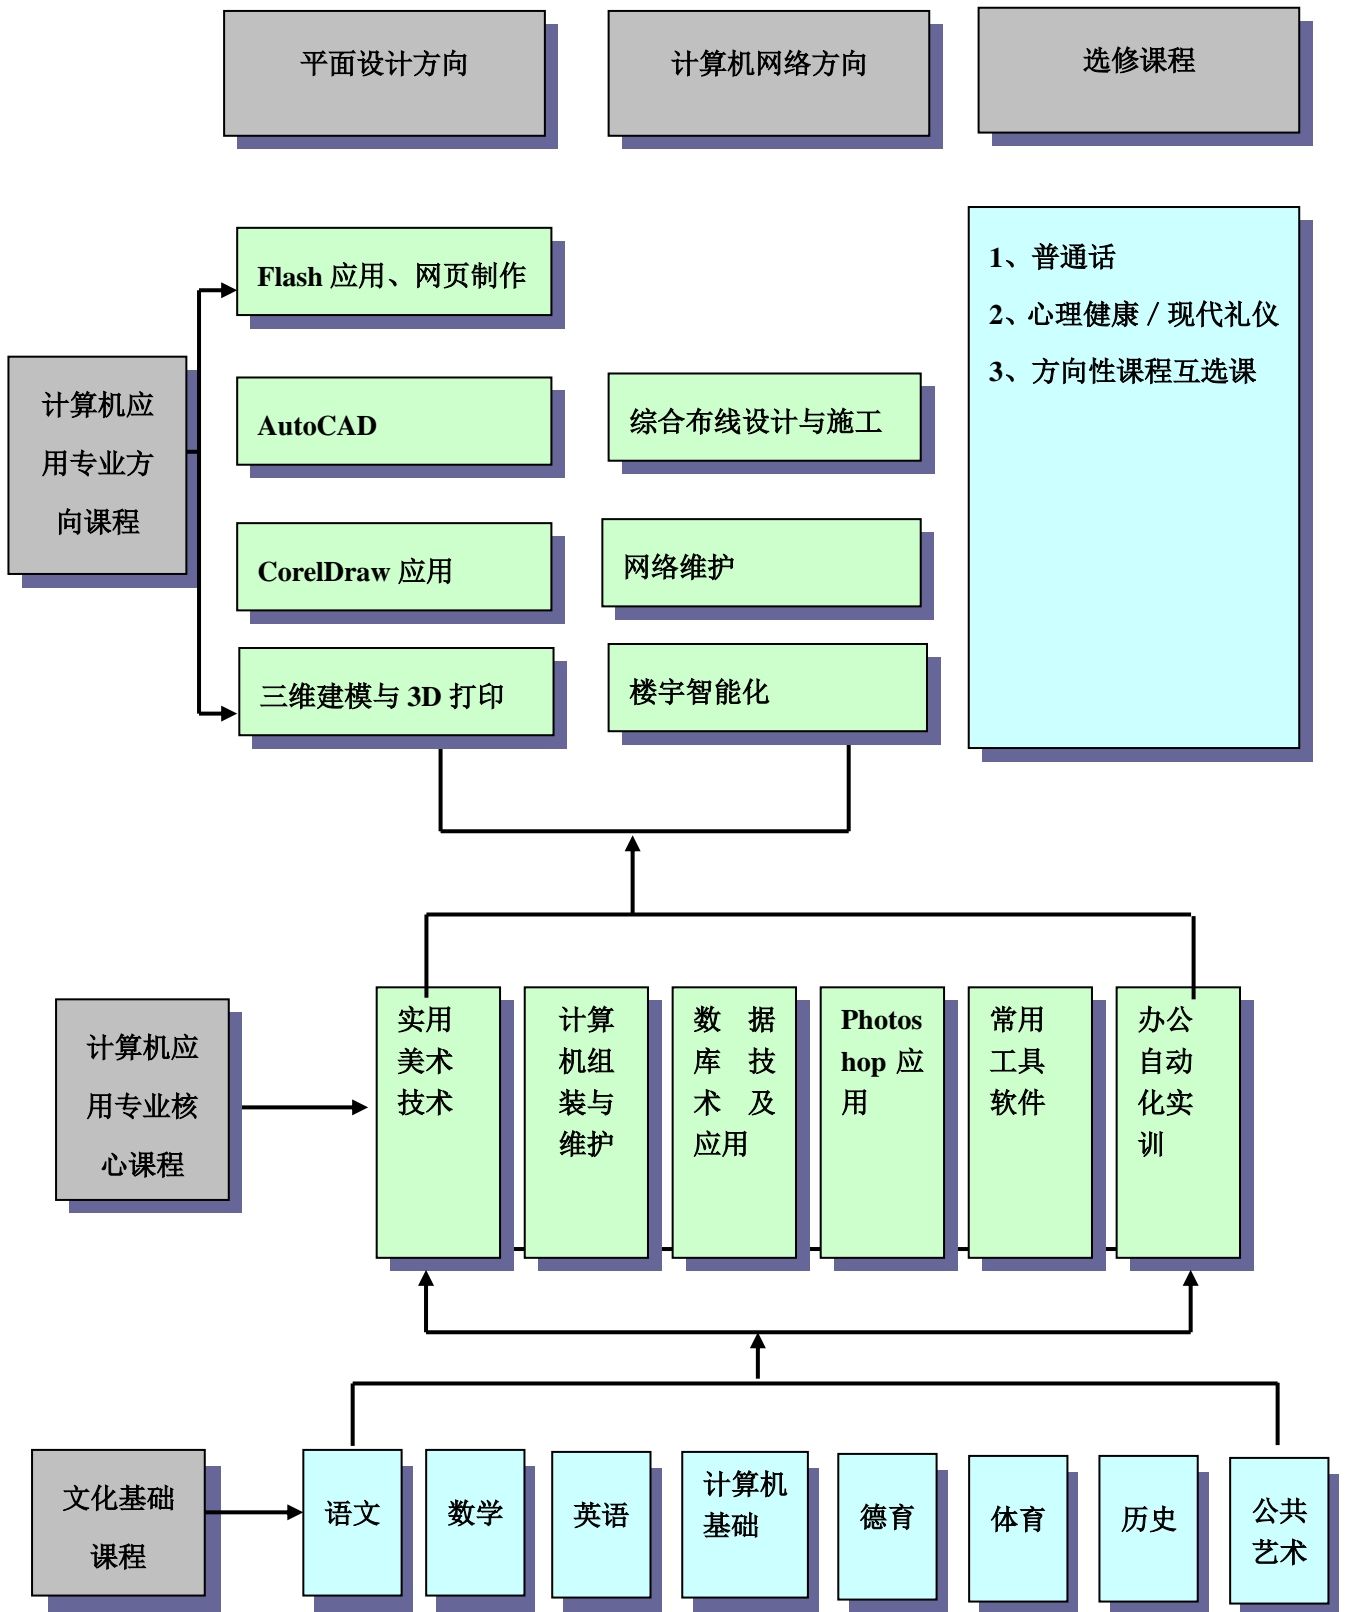 平面设计方向
计算机网络方向
选修课程
Flash 应用、网页制作
AutoCAD
CorelDraw 应用
三维建模与 3D 打印
综合布线设计与施工
网络维护
楼宇智能化
1、普通话
2、心理健康／现代礼仪
3、方向性课程互选课
计算机应
用专业方
向课程
计算机应
用专业核
心课程
实用
美术
技术
计算
机组
装与
维护
数 据
库 技
术 及
应用
Photos
hop 应
用
常用
工具
软件
办公
自动
化实
训
文化基础
课程
语文
数学
英语
计算机
基础
德育
体育
历史
公共
艺术